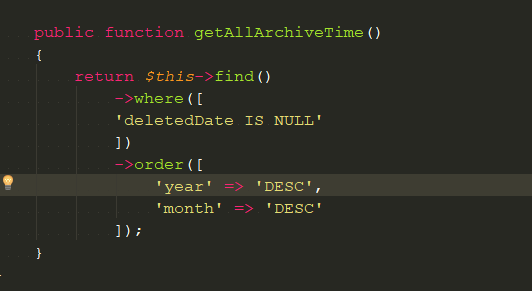 public function getAllArchiveTime()
{
return $this->find()
->where([
'deletedDate IS NULL'
])
->order([
'year' => 'DESC',
'month' => 'DESC'
]);
}